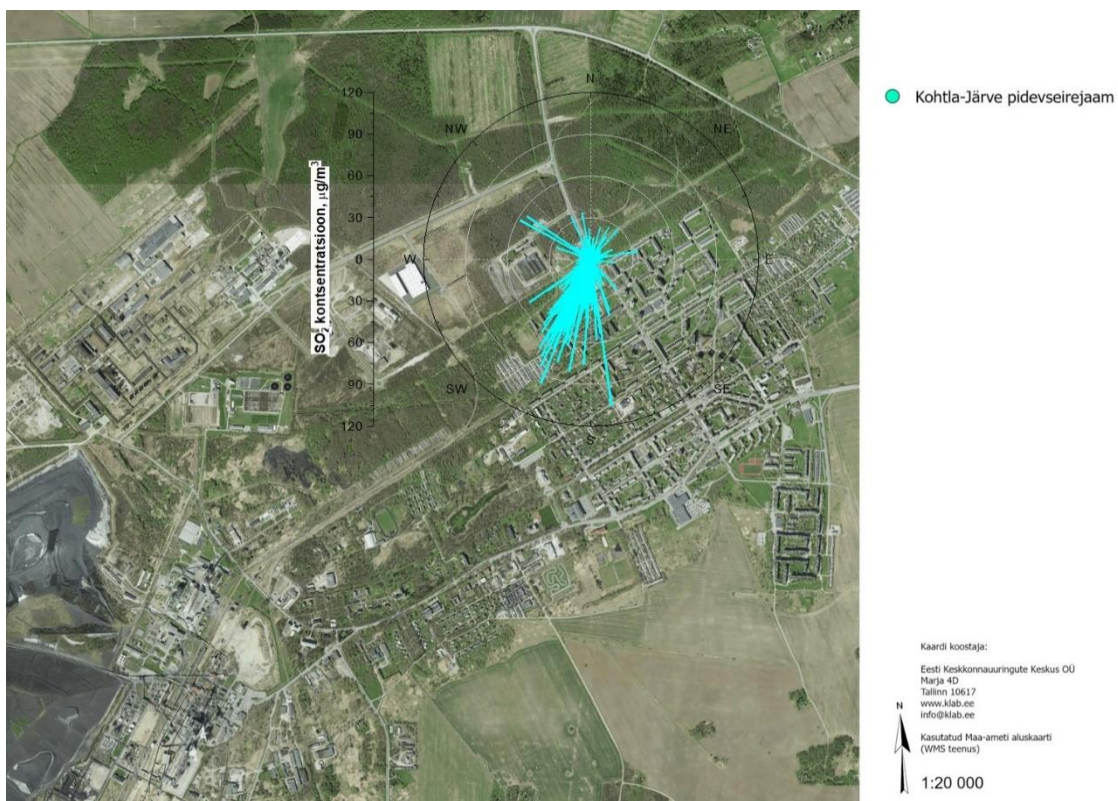 Kohtla-Järve pidevseirejaam
N
NW
NE
120
90
60
30
0
30
60
90
120
SO2 kontsentratsioon, µg/m³
W
E
SW
SE
S
Kaardi koostaja:
Eesti Keskkonnauuringute Keskus OÜ
Marja 4D
Tallinn 10617
www.klab.ee
info@klab.ee
N
Kasutatud Maa-ameti aluskaarti
(WMS teenus)
1:20 000